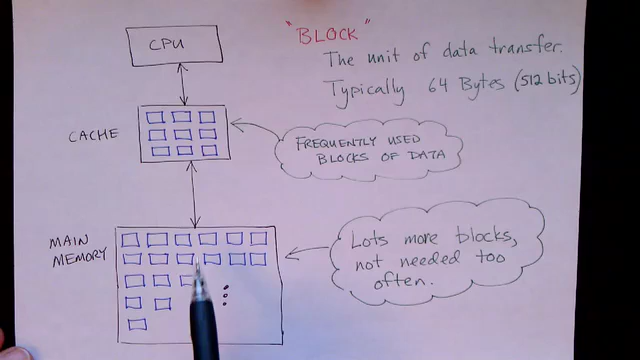 "BLOCK"
The unit of data transfer.
Typically 64 Bytes (512 bits)
CPU
CACHE
FREQUENTLY USED
BLOCKS OF DATA
MAIN
MEMORY
Lots more blocks,
not needed too
often.